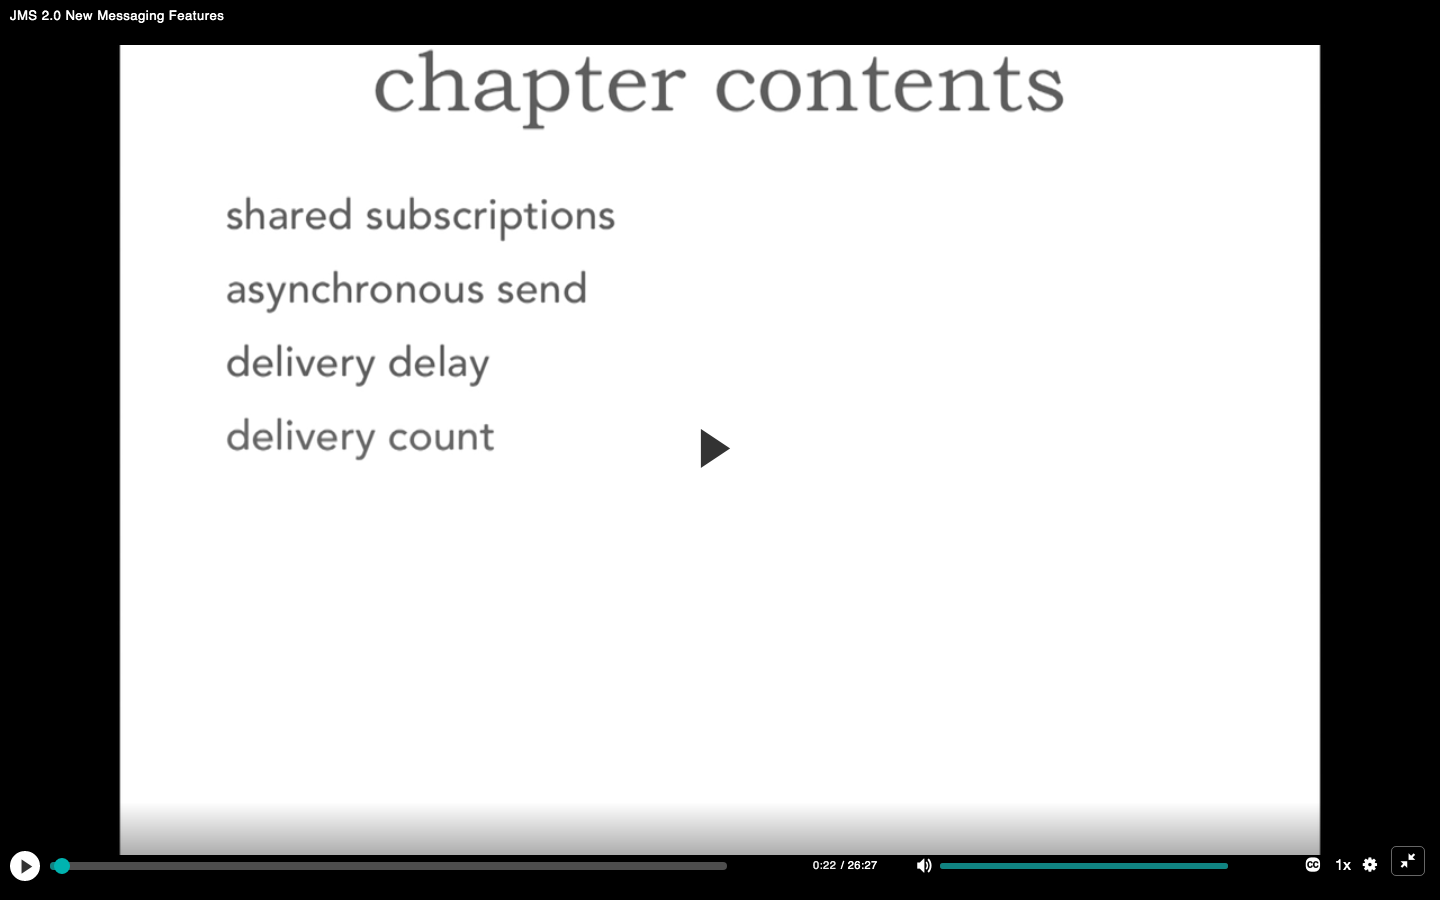 JMS 2.0 New Messaging Features
chapter contents
shared subscriptions
asynchronous send
delivery delay
delivery count
0:22 / 26:27
CC
1x